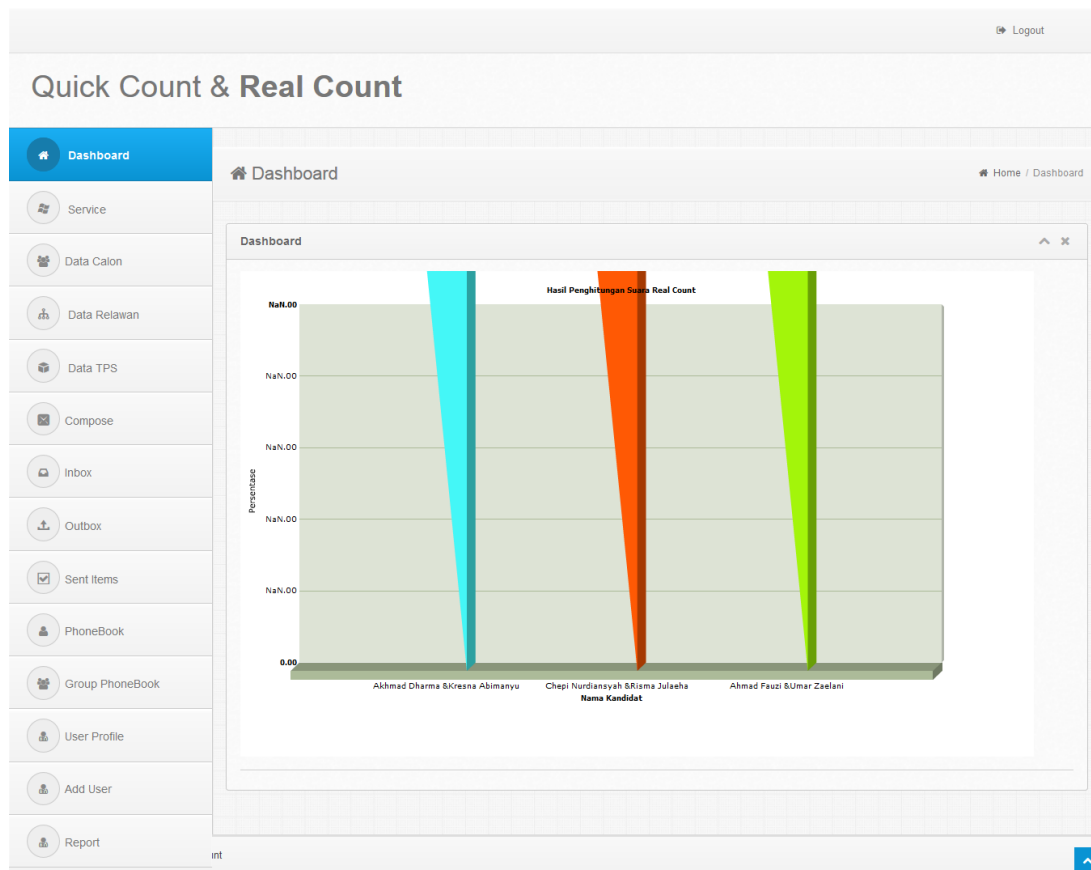 Logout
Quick Count & Real Count
Dashboard
Service
Data Calon
Data Relawan
Data TPS
Compose
Inbox
Outbox
Sent Items
PhoneBook
Group PhoneBook
User Profile
Add User
Report
Dashboard
Home / Dashboard
Dashboard
Hasil Penghitungan Suara Real Count
NaN.00
NaN.00
NaN.00
NaN.00
NaN.00
0.00
Persentase
Akhmad Dharma &Kresna Abimanyu
Chepi Nurdiansyah &Risma Julaeha
Ahmad Fauzi &Umar Zaelani
Nama Kandidat